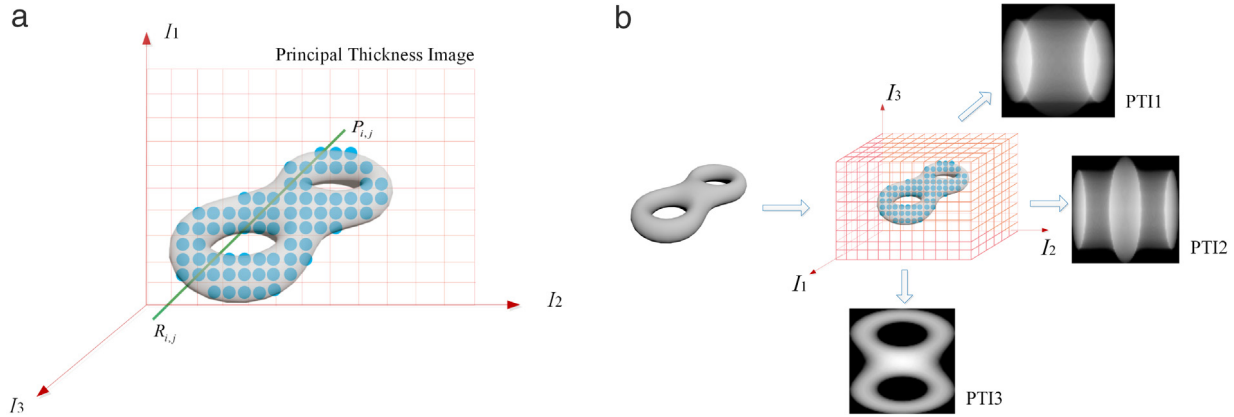 a
I1
Principal Thickness Image
Pi,j
I2
Ri,j
I3
b
PTI1
I3
I2
I1
PTI2
PTI3